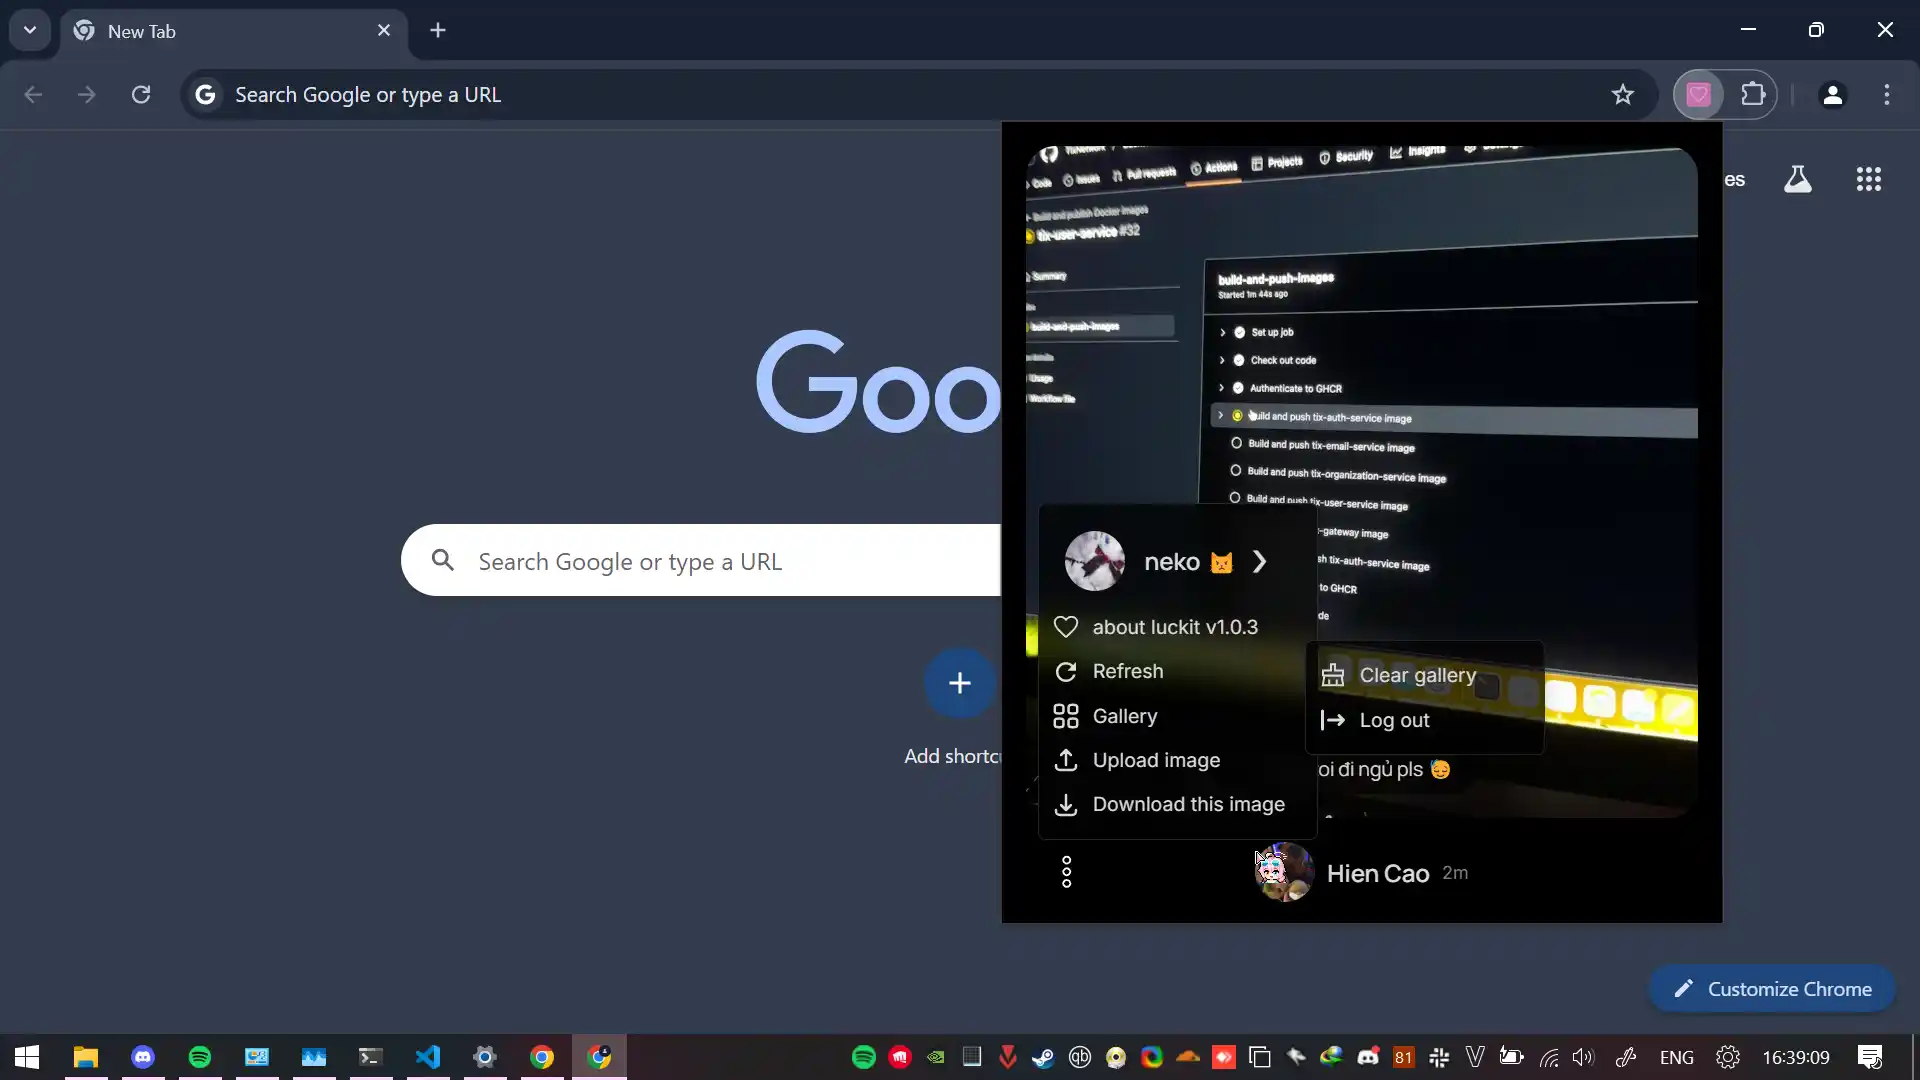 New Tab
Search Google or type a URL
es
Goo
Search Google or type a URL
Add shortcu
Code
Issues
Pull requests
Actions
Projects
Security
Insights
Build and publish Docker images
tix-user-service #32
Summary
build-and-push-images
Usage
Workflow file
build-and-push-images
Started 1m 44s ago
Set up job
Check out code
Authenticate to GHCR
Build and push tix-auth-service image
Build and push tix-email-service image
Build and push tix-organization-service image
Build and push tix-user-service image
-gateway image
sh tix-auth-service image
to GHCR
de
neko 😾 ❯
about luckit v1.0.3
Refresh
Gallery
Upload image
Download this image
Clear gallery
Log out
oi đi ngủ pls 😓
Hien Cao 2m
Customize Chrome
81
ENG
16:39:09